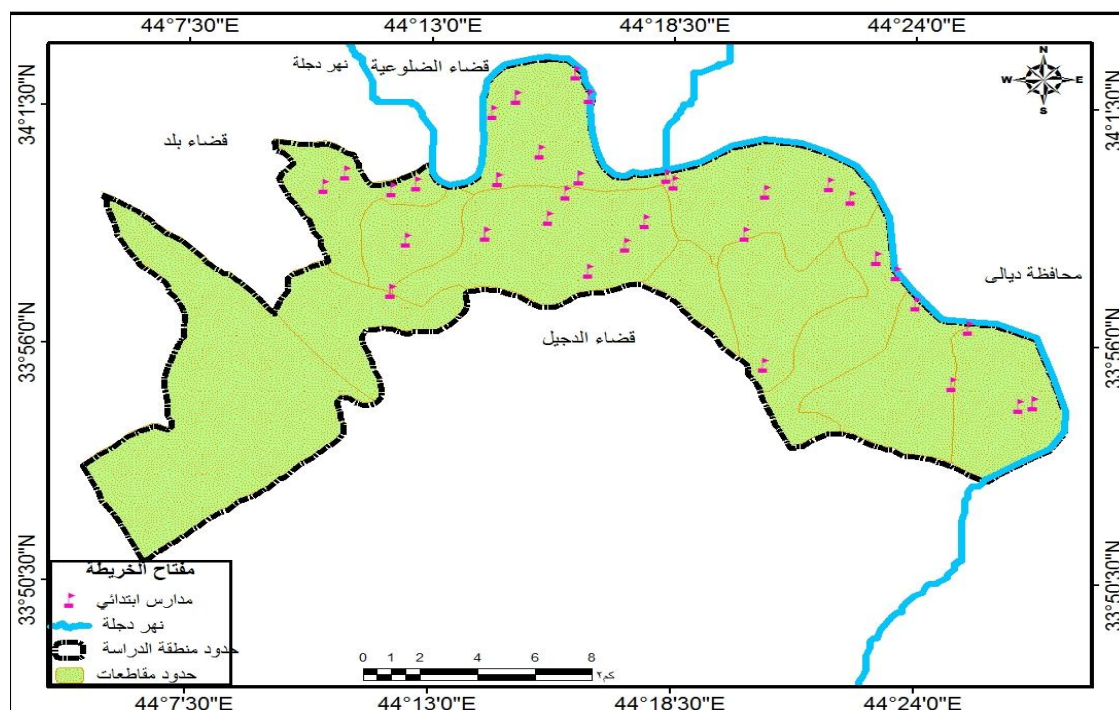 44°7'30"E 44°13'0"E 44°18'30"E 44°24'0"E
قضاء الضلوعية
نهر دجلة
N
W E
S
34°1'30"N
34°1'30"N
قضاء بلد
محافظة ديالى
قضاء الدجيل
33°56'0"N
33°56'0"N
33°50'30"N
33°50'30"N
مفتاح الخريطة
مدارس ابتدائي
نهر دجلة
حدود منطقة الدراسة
حدود مقاطعات
0 1 2 4 6 8
كم٢
44°7'30"E 44°13'0"E 44°18'30"E 44°24'0"E